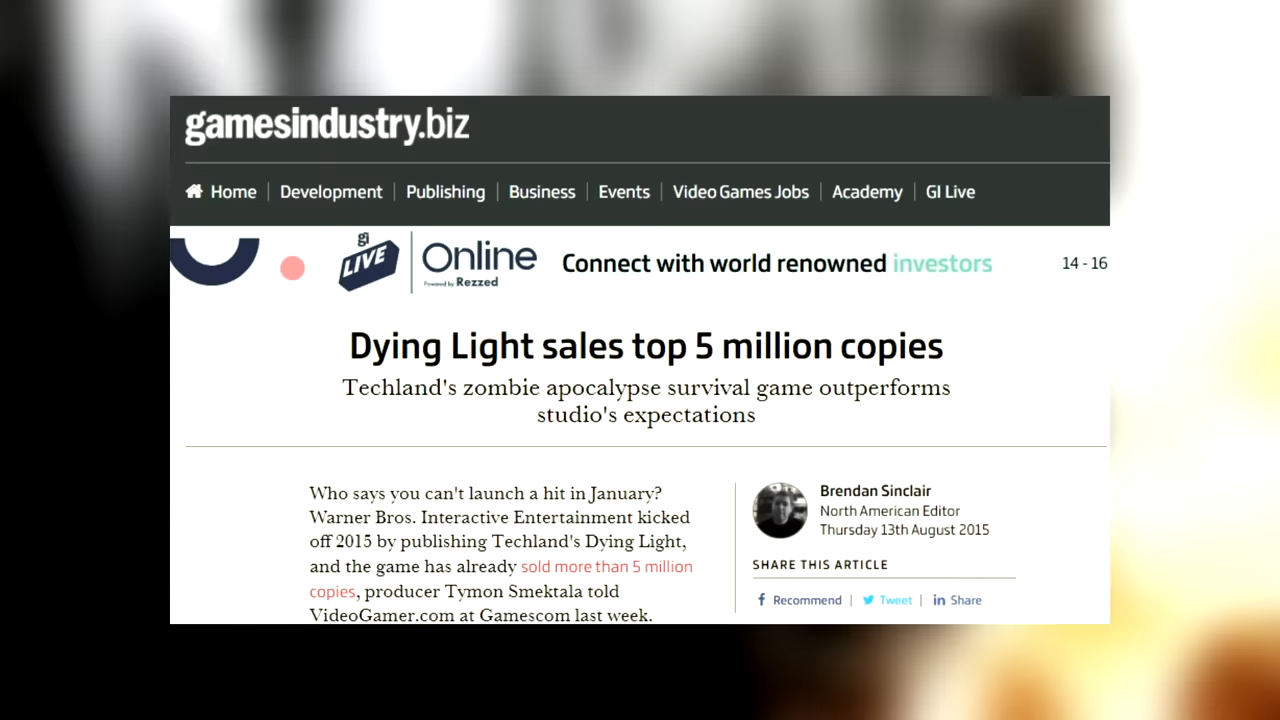 gamesindustry.biz
Home Development Publishing Business Events Video Games Jobs Academy GI Live
gi LIVE Online Powered by Rezzed Connect with world renowned investors 14 - 16
Dying Light sales top 5 million copies
Techland's zombie apocalypse survival game outperforms
studio's expectations
Who says you can't launch a hit in January?
Warner Bros. Interactive Entertainment kicked
off 2015 by publishing Techland's Dying Light,
and the game has already sold more than 5 million
copies, producer Tymon Smektala told
VideoGamer.com at Gamescom last week.
Brendan Sinclair
North American Editor
Thursday 13th August 2015
SHARE THIS ARTICLE
Recommend Tweet in Share